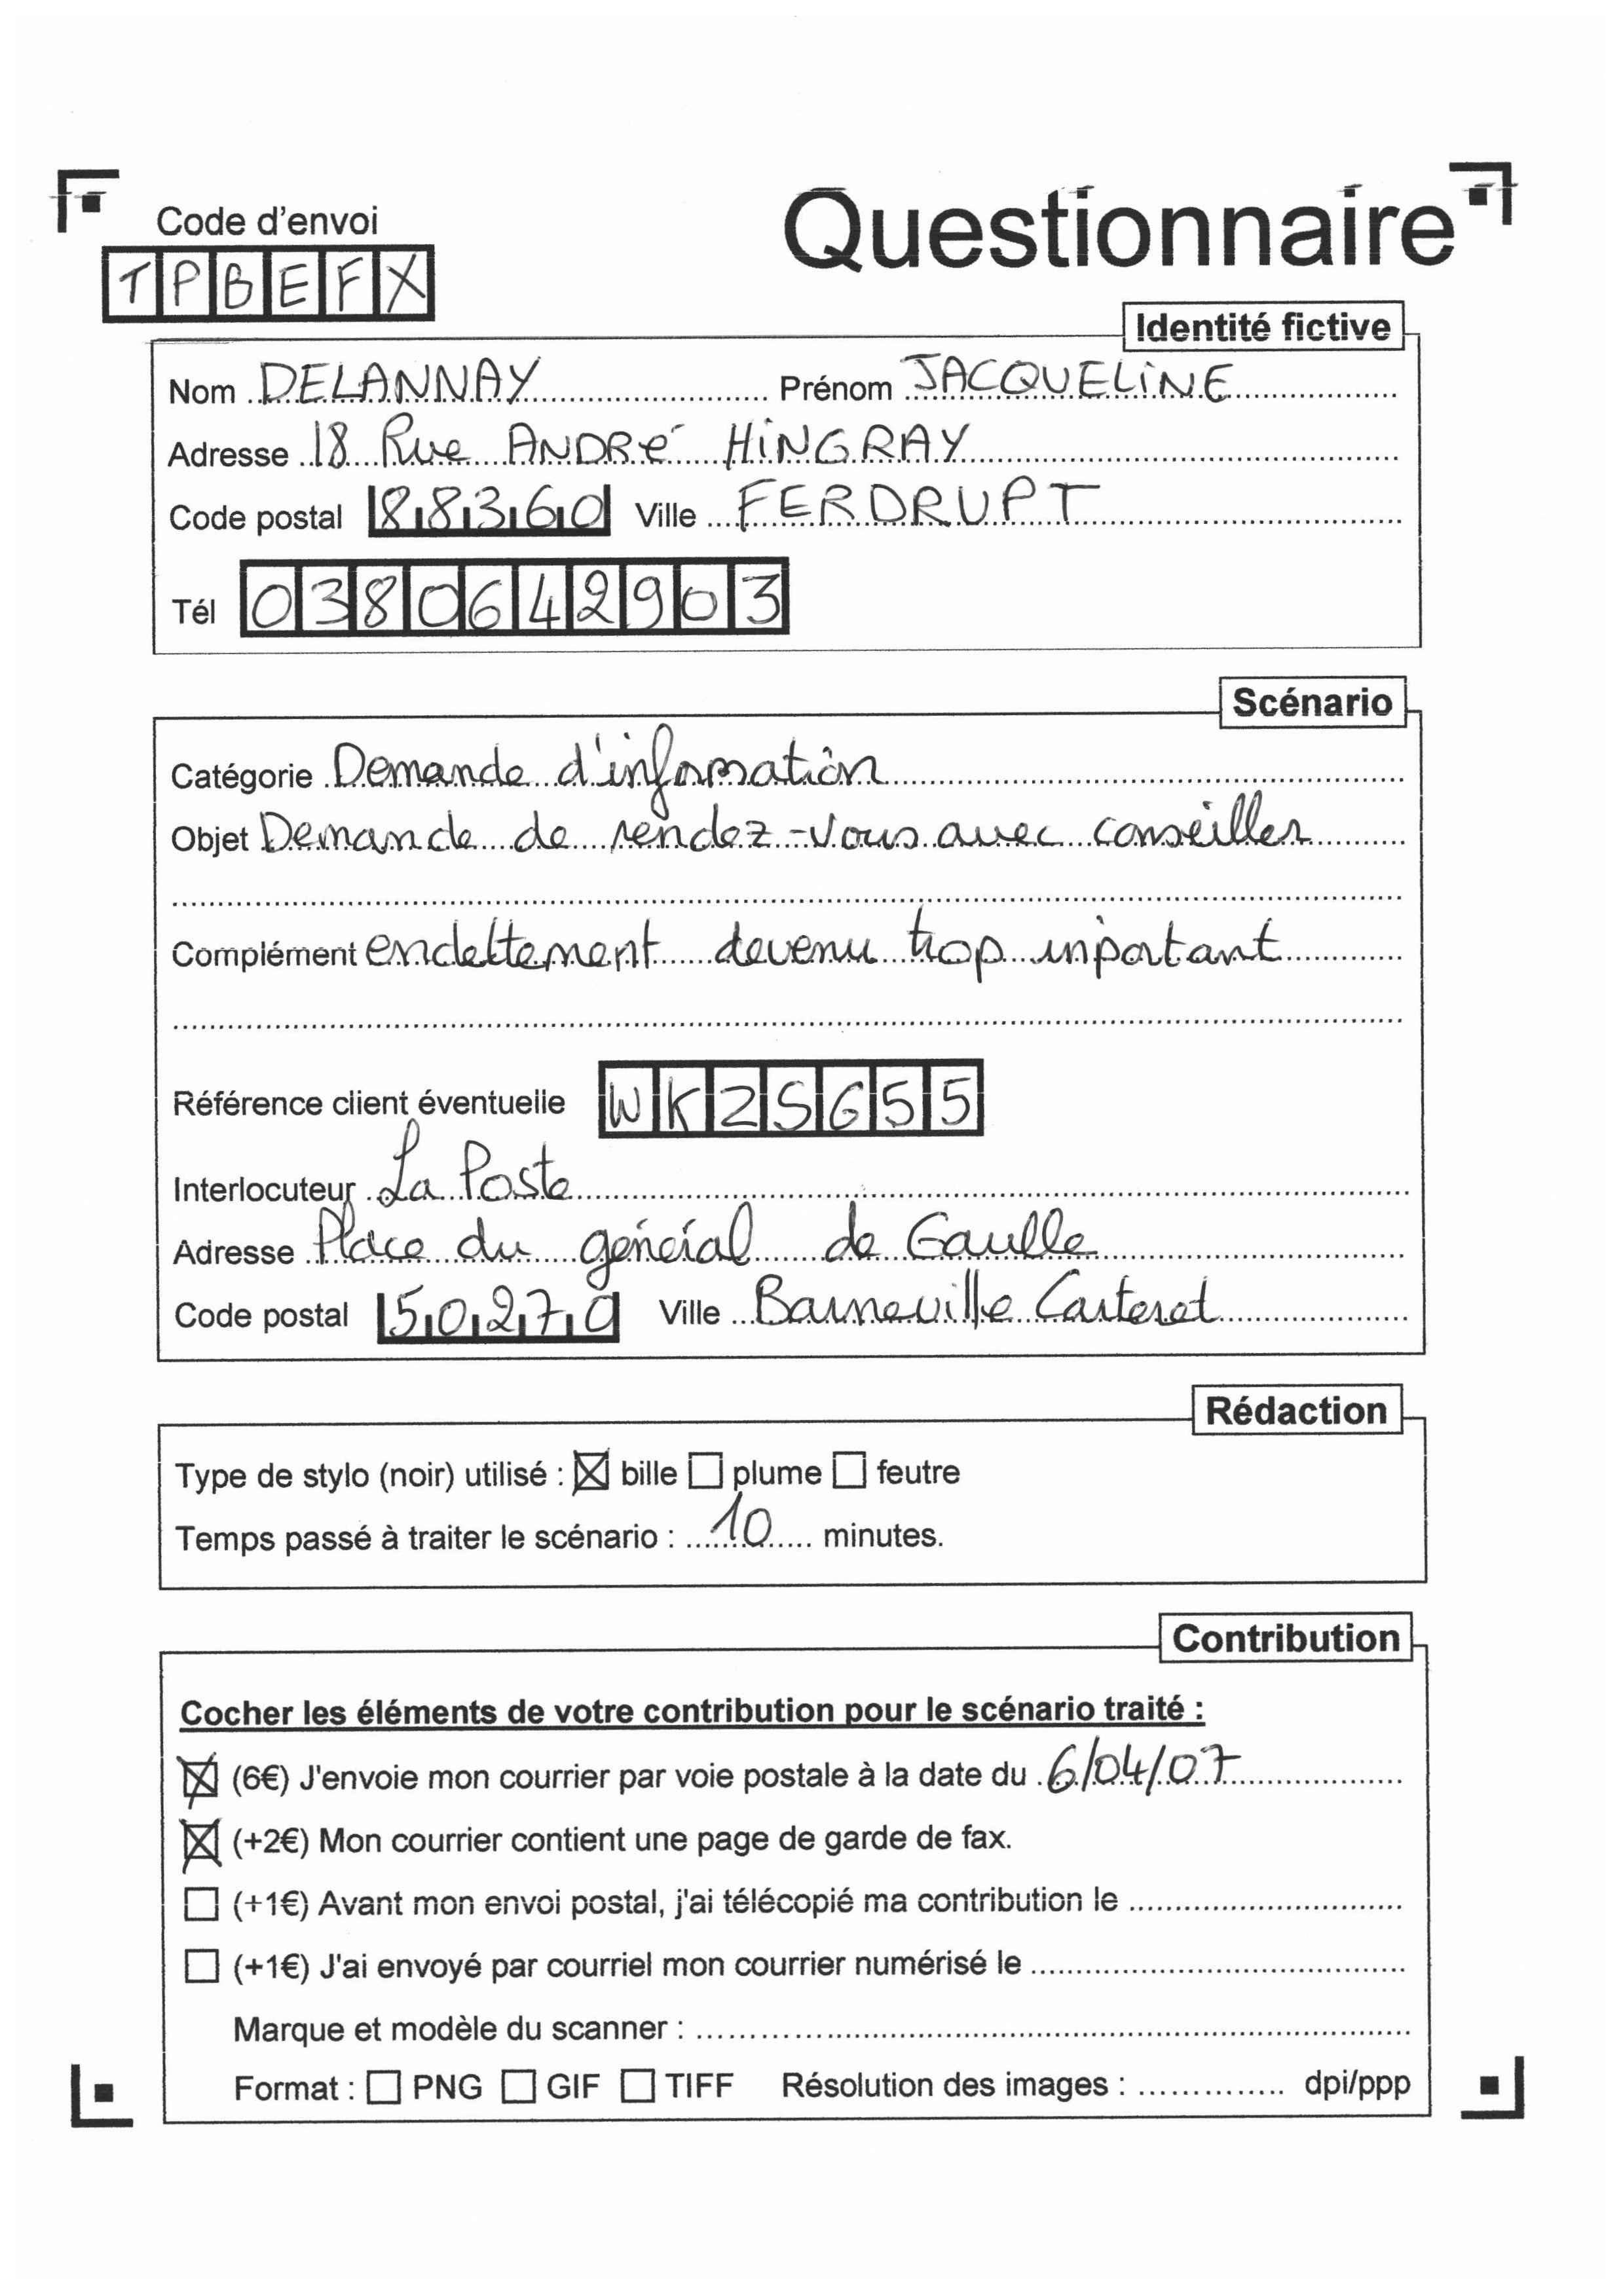 Questionnaire
Code d'envoi
TPBEFX
Identité fictive
Nom DELANNAY Prénom JACQUELINE
Adresse 18 Rue ANDRé HINGRAY
Code postal 88360 Ville FERDRUPT
Tél 0380642903
Scénario
Catégorie Demande d'information
Objet Demande de rendez-vous avec conseiller
Complément endettement devenu trop inportant
Référence client éventuelle WK2SG55
Interlocuteur La Poste
Adresse Place du général de Gaulle
Code postal 50270 Ville Barneville Carteret
Rédaction
Type de stylo (noir) utilisé : ☒ bille ☐ plume ☐ feutre
Temps passé à traiter le scénario : 10 minutes.
Contribution
Cocher les éléments de votre contribution pour le scénario traité :
☒ (6€) J'envoie mon courrier par voie postale à la date du 6/04/07
☒ (+2€) Mon courrier contient une page de garde de fax.
☐ (+1€) Avant mon envoi postal, j'ai télécopié ma contribution le
☐ (+1€) J'ai envoyé par courriel mon courrier numérisé le
Marque et modèle du scanner :
Format : ☐ PNG ☐ GIF ☐ TIFF Résolution des images : dpi/ppp